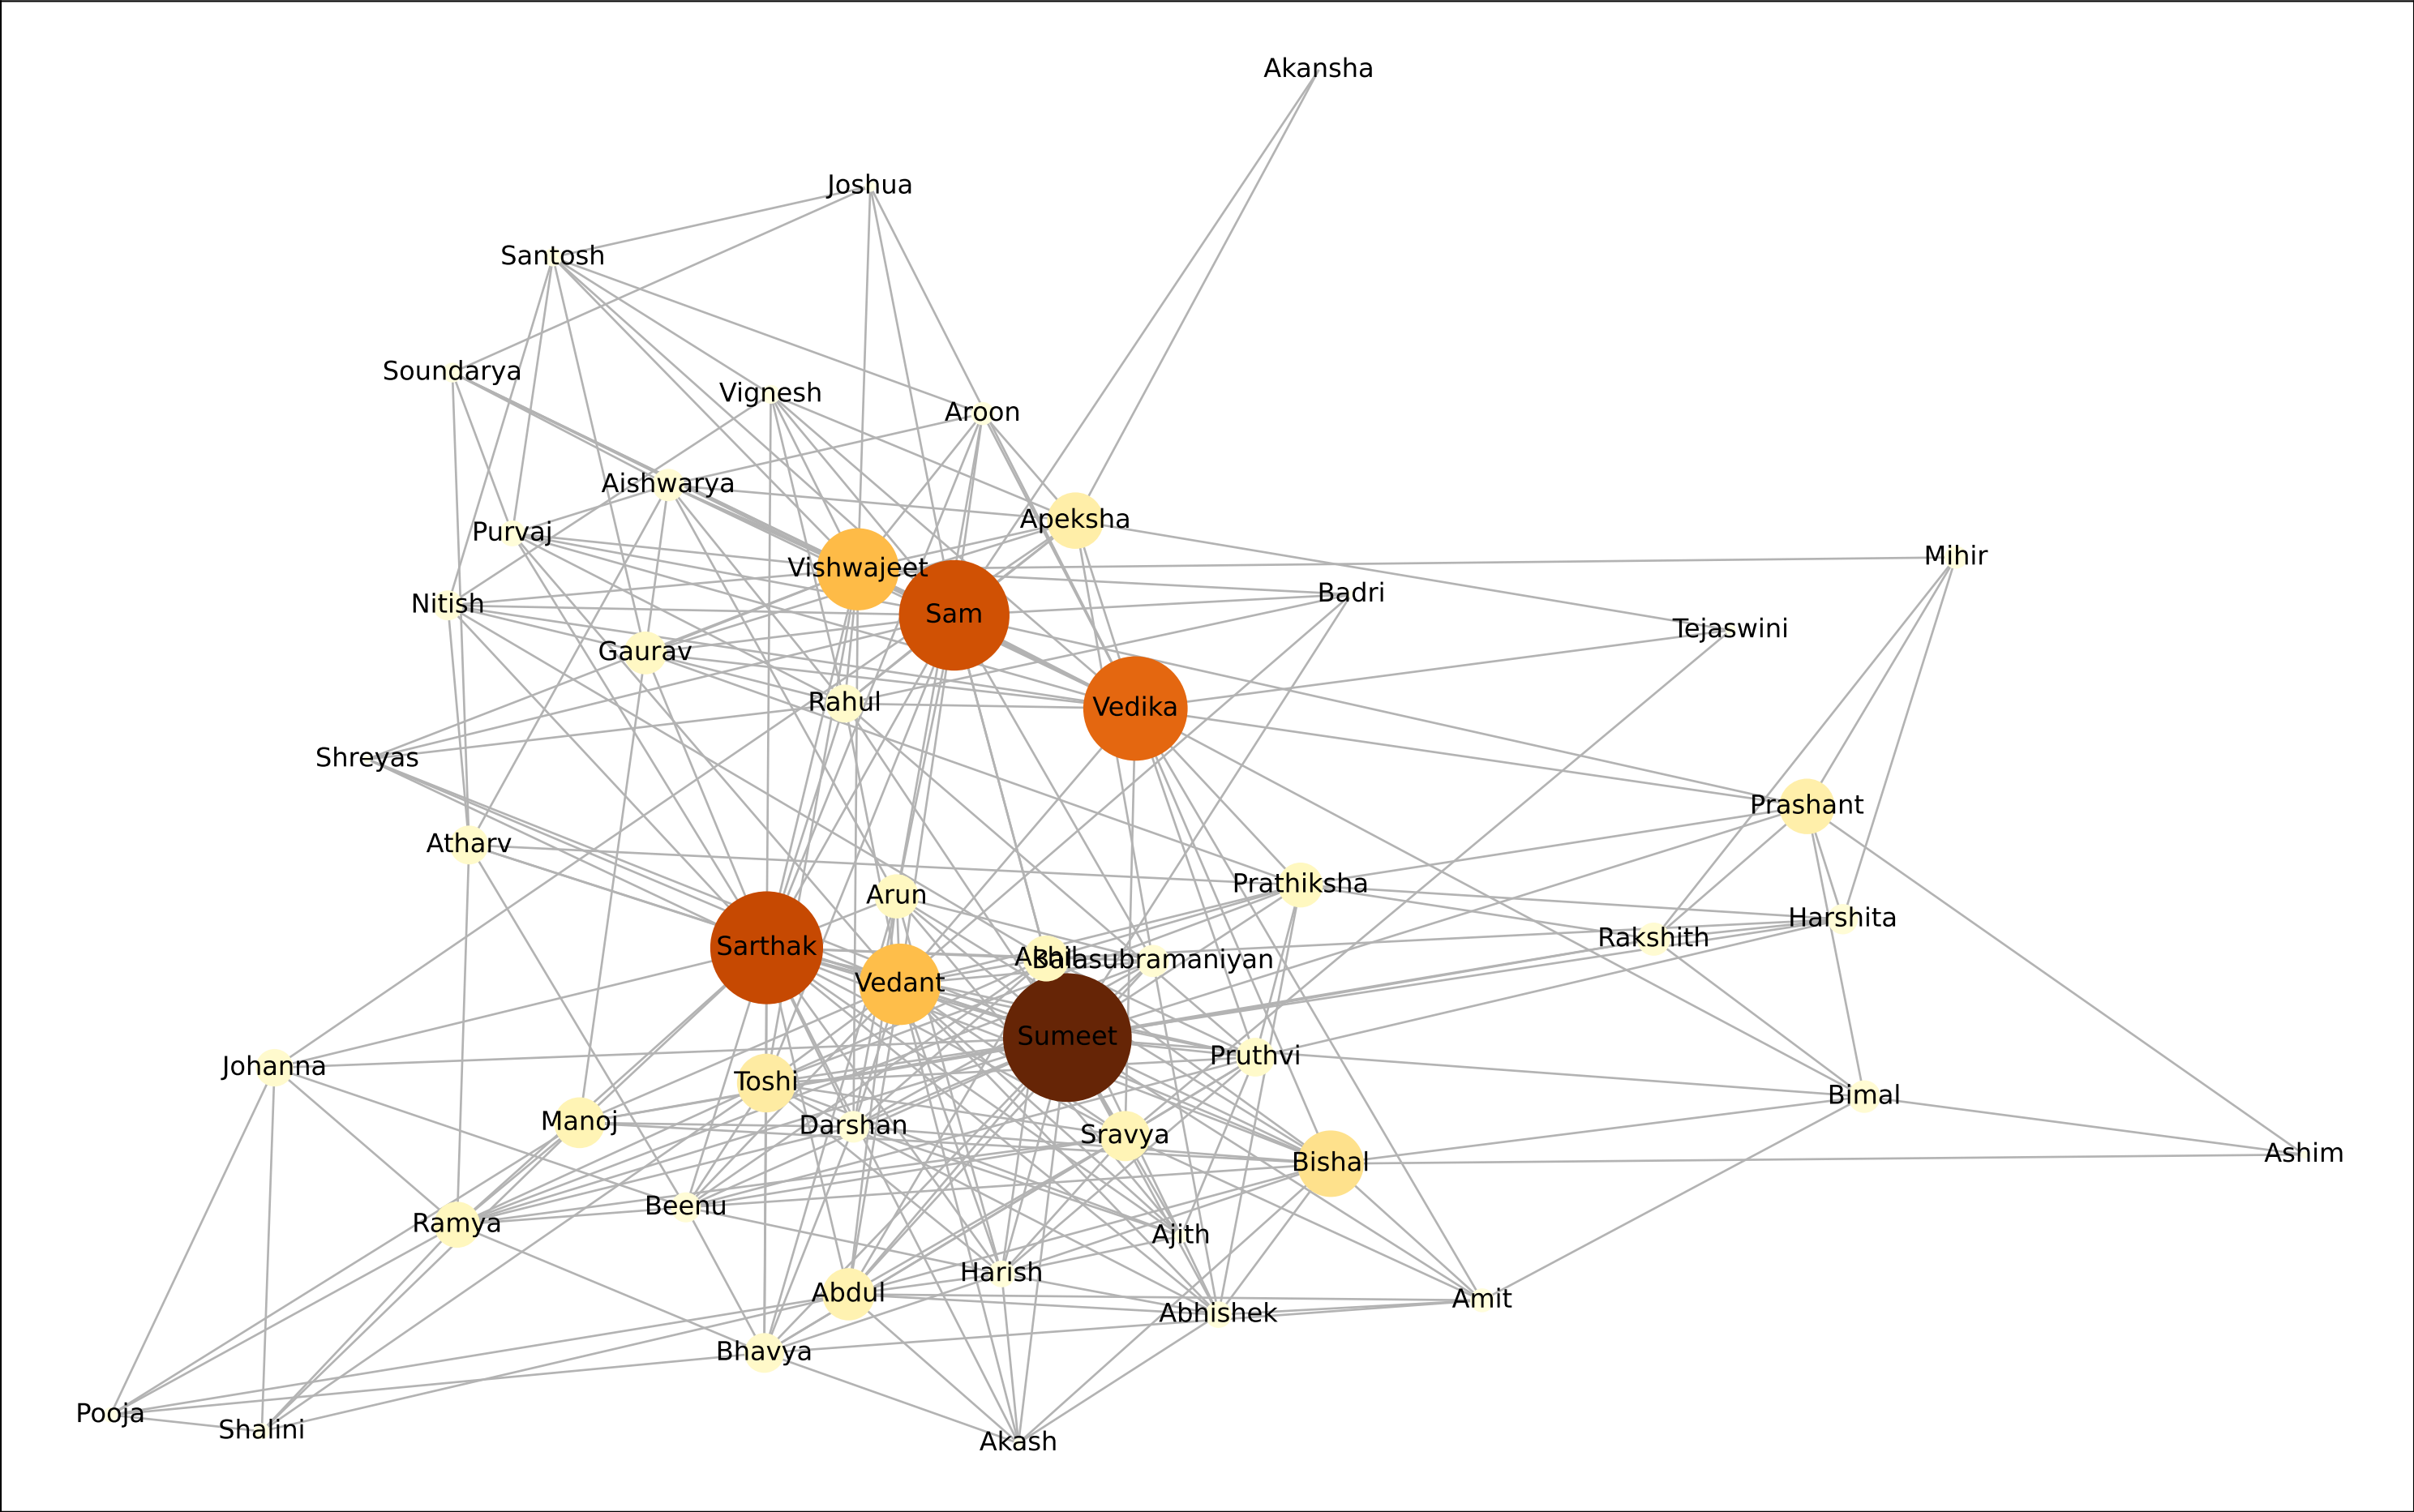 Akansha
Joshua
Santosh
Soundarya
Vignesh
Aroon
Aishwarya
Apeksha
Purvaj
Mihir
Vishwajeet
Badri
Nitish
Sam
Tejaswini
Gaurav
Rahul
Vedika
Shreyas
Prashant
Atharv
Prathiksha
Arun
Harshita
Rakshith
Sarthak
Balasubramaniyan
Vedant
Sumeet
Pruthvi
Johanna
Toshi
Bimal
Manoj
Darshan
Sravya
Ashim
Bishal
Beenu
Ramya
Ajith
Harish
Abdul
Amit
Abhishek
Bhavya
Pooja
Shalini
Akash